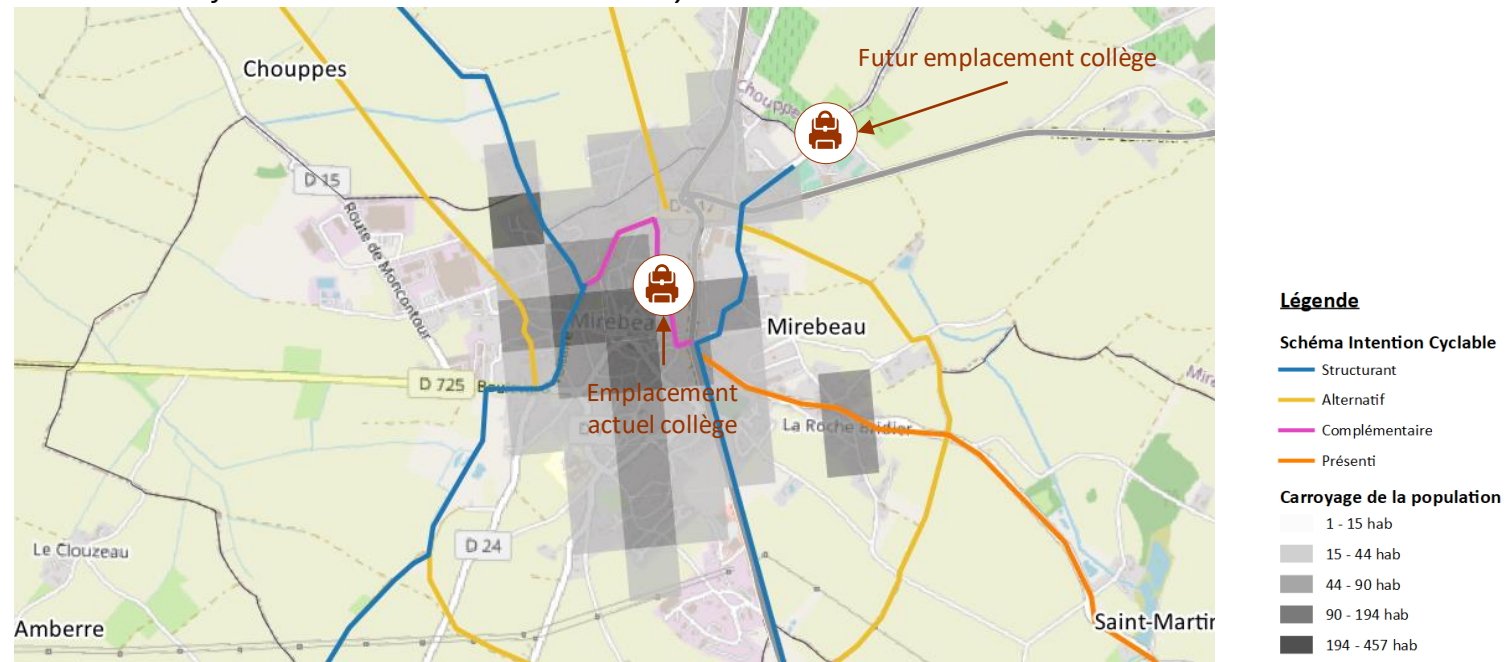 Futur emplacement collège
Chouppes
Chouppe
D 15
Route de Moncontour
Mirebeau
D 725
Emplacement
actuel collège
La Roche Bridier
Le Clouzeau
D 24
Amberre
Saint-Martin
Légende
Schéma Intention Cyclable
Structurant
Alternatif
Complémentaire
Présenti
Carroyage de la population
1 - 15 hab
15 - 44 hab
44 - 90 hab
90 - 194 hab
194 - 457 hab